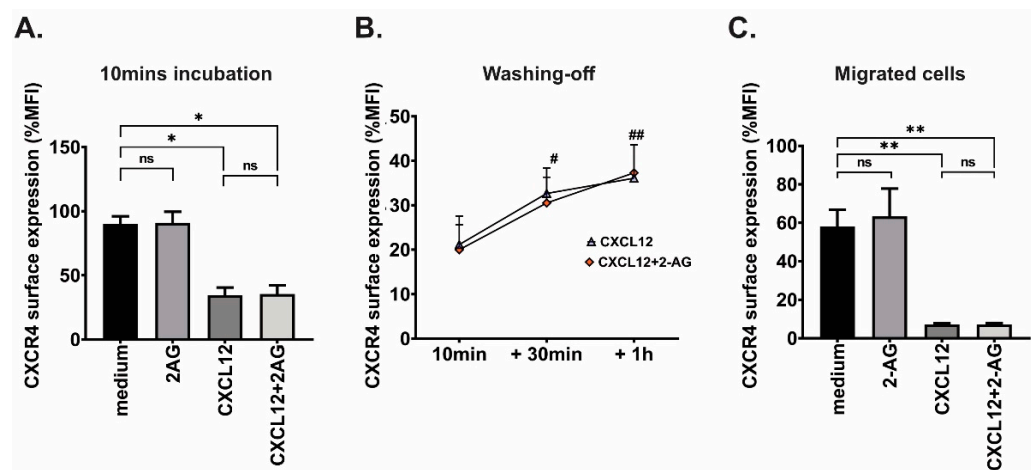 A.
10mins incubation
CXCR4 surface expression (%MFI)
150
100
50
0
*
*
ns
ns
medium
2AG
CXCL12
CXCL12+2AG
B.
Washing-off
CXCR4 surface expression (%MFI)
50
40
30
20
10
0
#
##
CXCL12
CXCL12+2-AG
10min
+ 30min
+ 1h
C.
Migrated cells
CXCR4 surface expression (%MFI)
100
80
60
40
20
0
**
**
ns
ns
medium
2-AG
CXCL12
CXCL12+2-AG